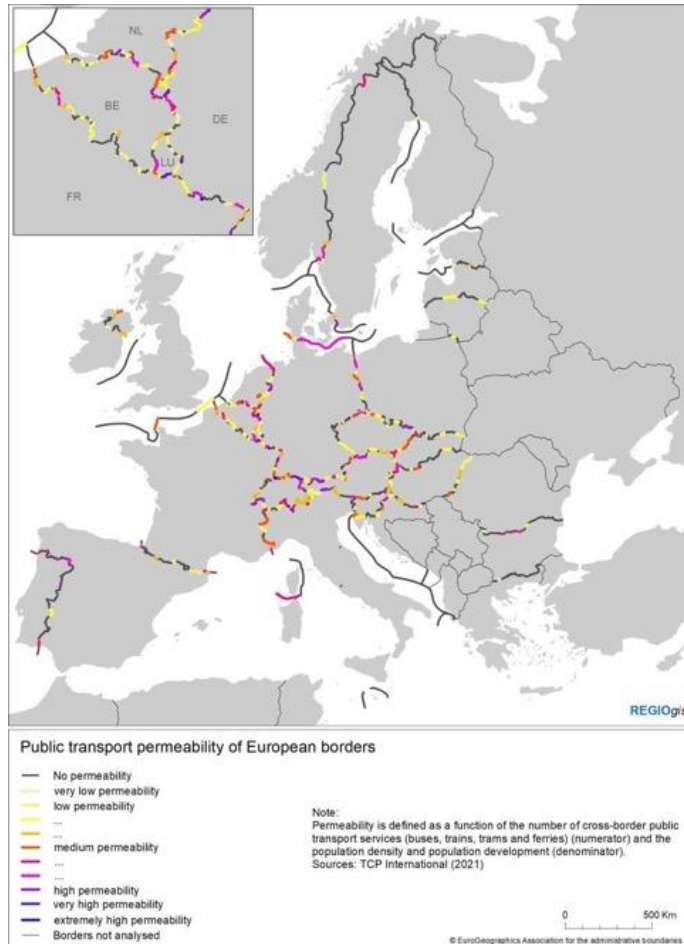 NL
BE
DE
LU
FR
REGIOgis
Public transport permeability of European borders
No permeability
very low permeability
low permeability
...
...
medium permeability
...
...
high permeability
very high permeability
extremely high permeability
Borders not analysed
Note:
Permeability is defined as a function of the number of cross-border public
transport services (buses, trains, trams and ferries) (numerator) and the
population density and population development (denominator).
Sources: TCP International (2021)
0 500 Km
© EuroGeographics Association for the administrative boundaries